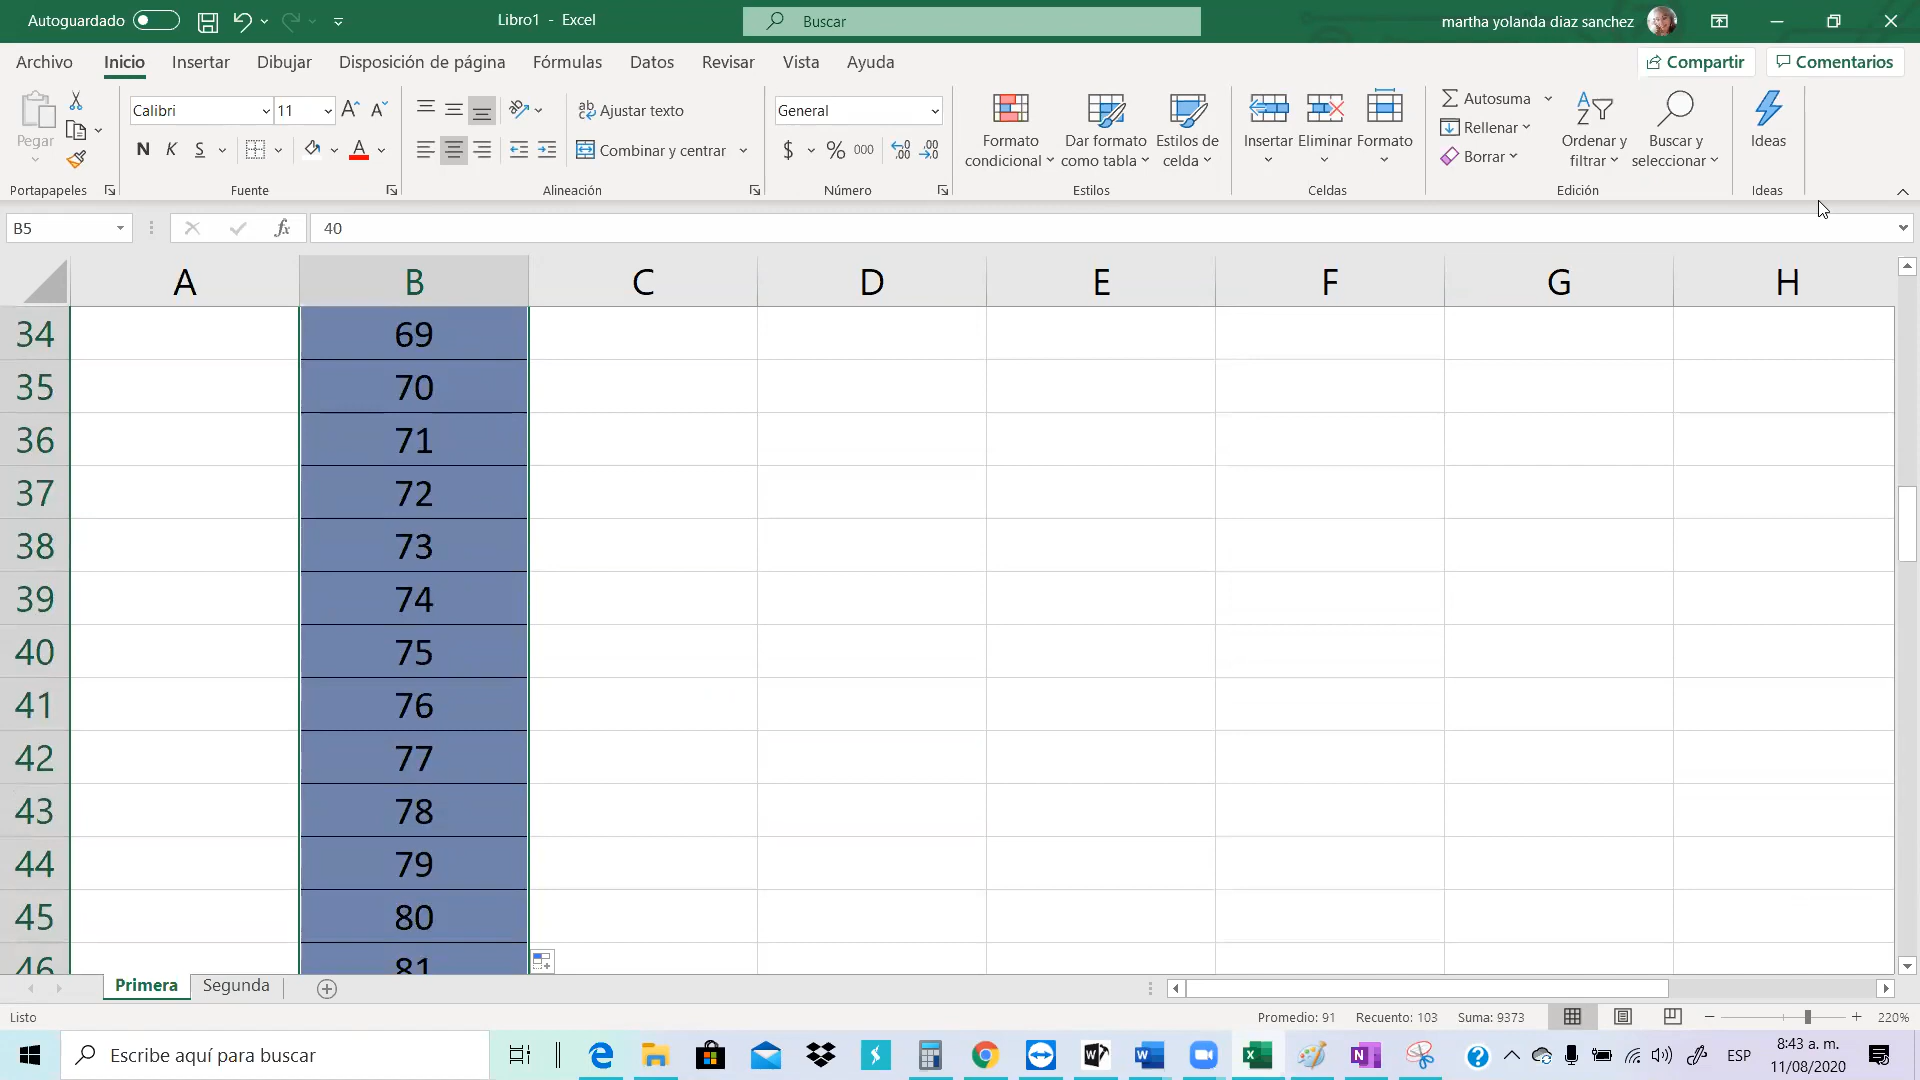 Autoguardado
Libro1 - Excel
Buscar
martha yolanda diaz sanchez
Archivo Inicio Insertar Dibujar Disposición de página Fórmulas Datos Revisar Vista Ayuda
Compartir Comentarios
Pegar
Calibri 11
N K S
Ajustar texto
Combinar y centrar
General
$ % 000
Formato condicional
Dar formato como tabla
Estilos de celda
Insertar Eliminar Formato
Autosuma
Rellenar
Borrar
Ordenar y filtrar
Buscar y seleccionar
Ideas
Portapapeles Fuente Alineación Número Estilos Celdas Edición Ideas
B5 fx 40
A B C D E F G H
34 69
35 70
36 71
37 72
38 73
39 74
40 75
41 76
42 77
43 78
44 79
45 80
46 81
Primera Segunda
Listo Promedio: 91 Recuento: 103 Suma: 9373 220%
Escribe aquí para buscar
ESP
8:43 a. m.
11/08/2020